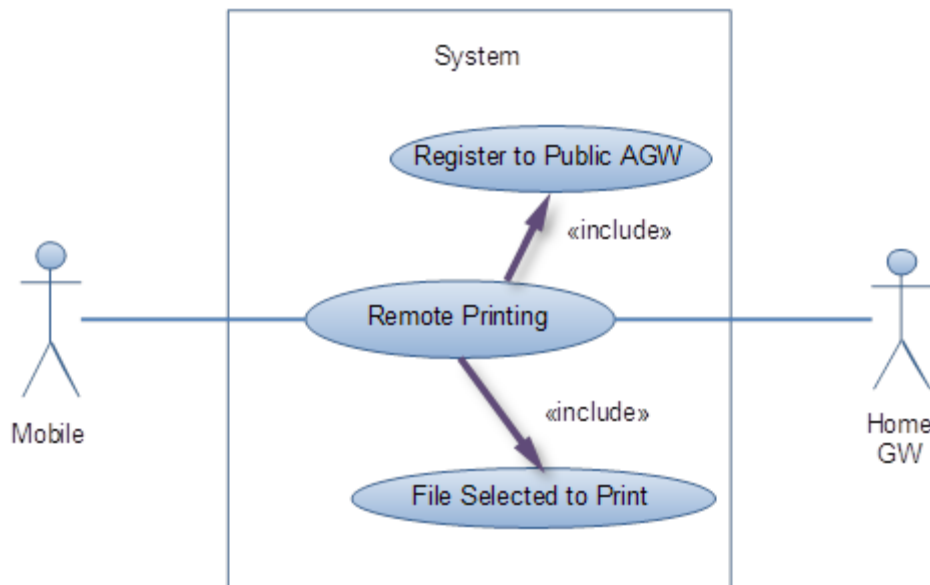 System
Register to Public AGW
«include»
Remote Printing
«include»
Mobile
Home
GW
File Selected to Print